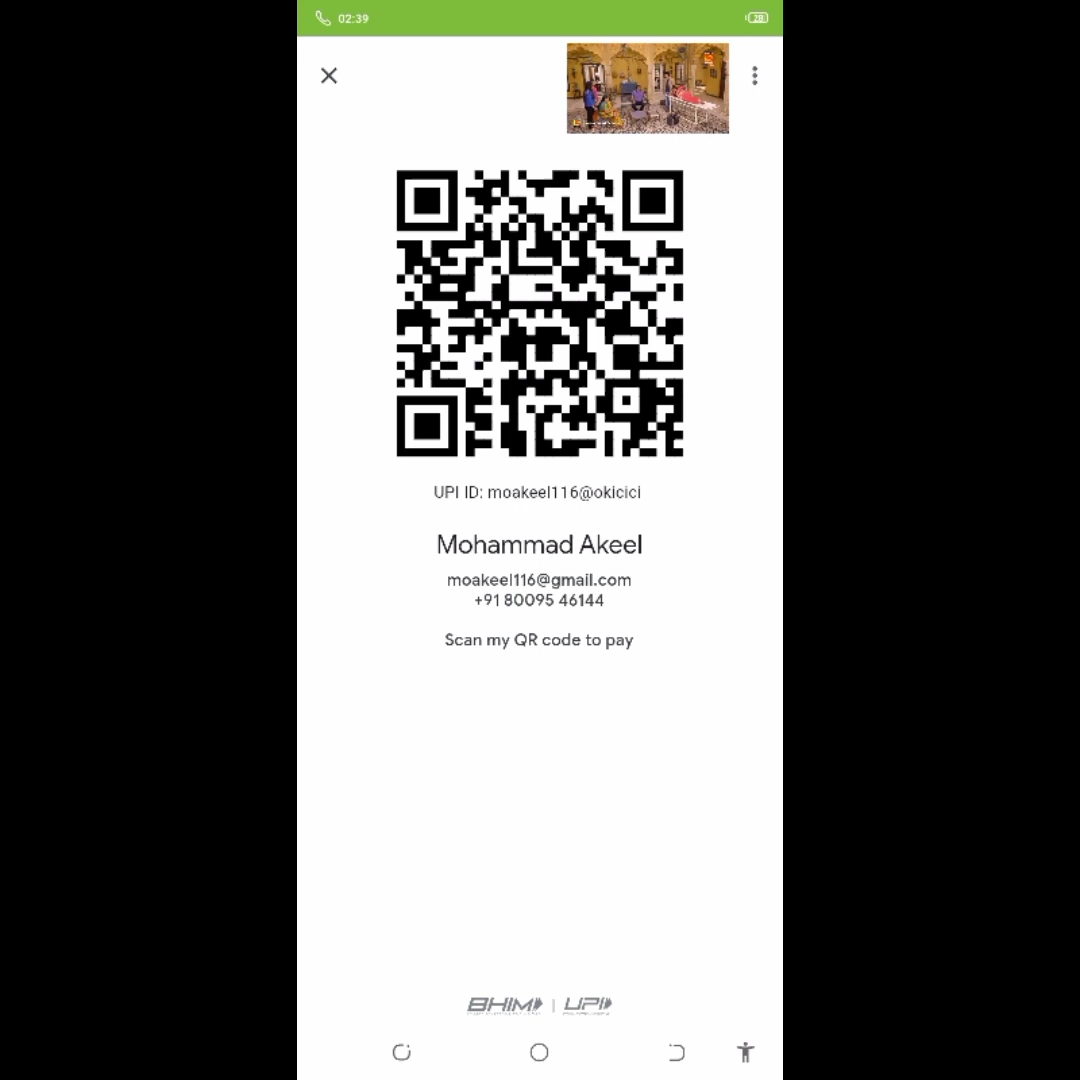 02:39
28
UPI ID: moakeel116@okicici
Mohammad Akeel
moakeel116@gmail.com
+91 80095 46144
Scan my QR code to pay
BHIM | UPI